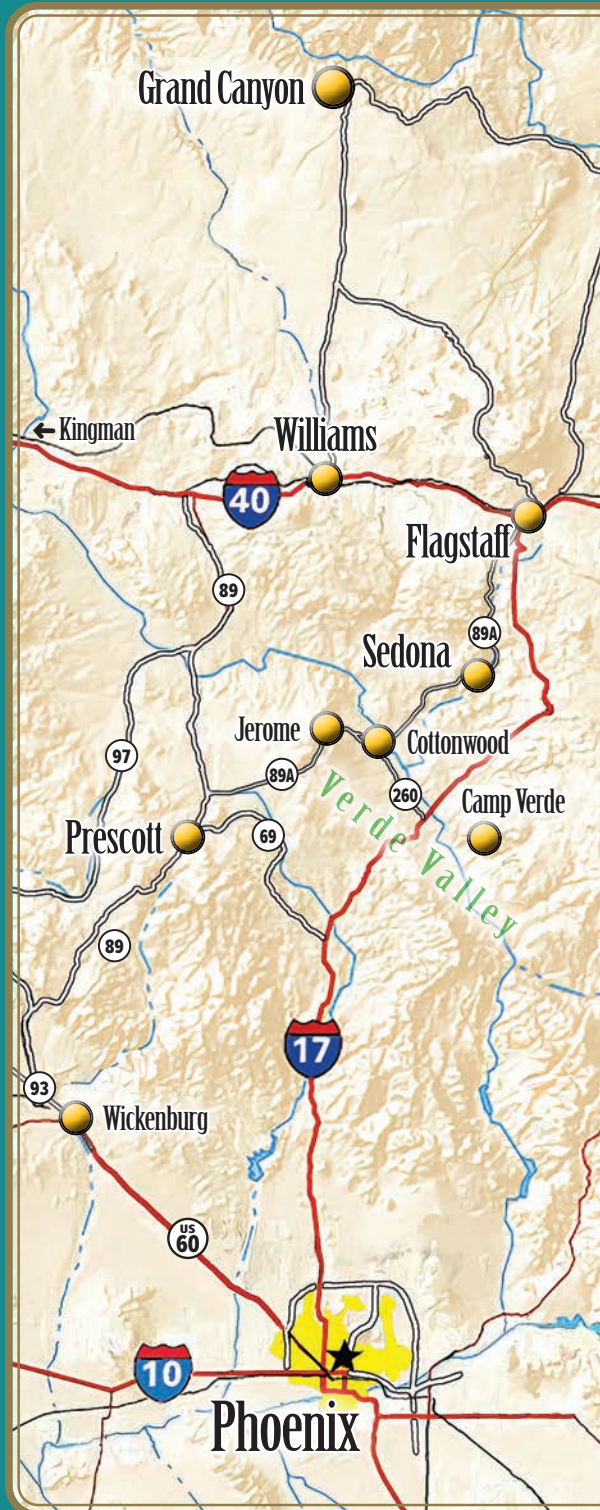 Grand Canyon
Kingman
Williams
40
Flagstaff
89
89A
Sedona
Jerome
Cottonwood
97
89A
260
Camp Verde
Prescott
69
Verde Valley
89
17
93
Wickenburg
US
60
10
Phoenix